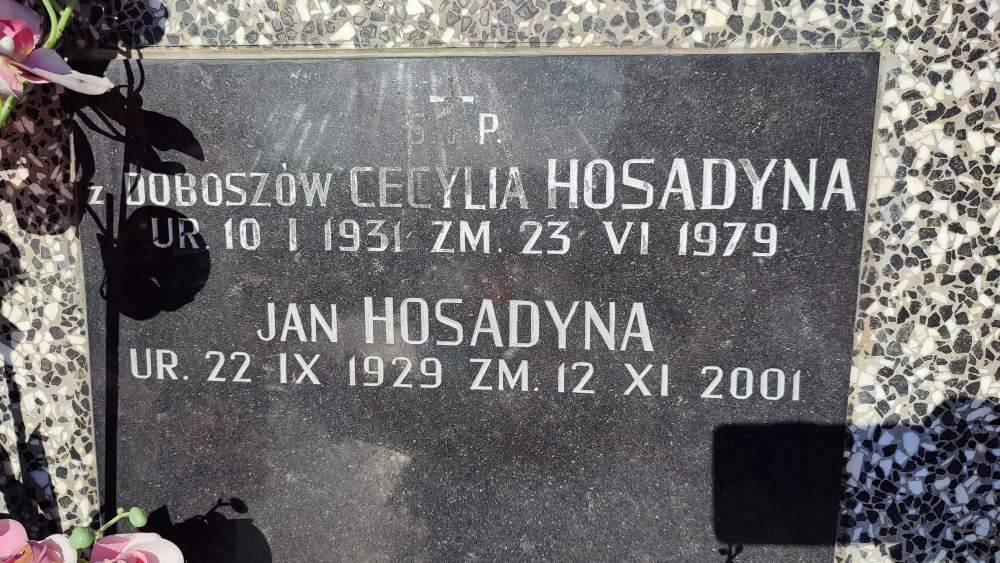 Ś P.
z DOBOSZÓW CECYLIA HOSADYNA
UR. 10 I 1931 ZM. 23 VI 1979
JAN HOSADYNA
UR. 22 IX 1929 ZM. 12 XI 2001